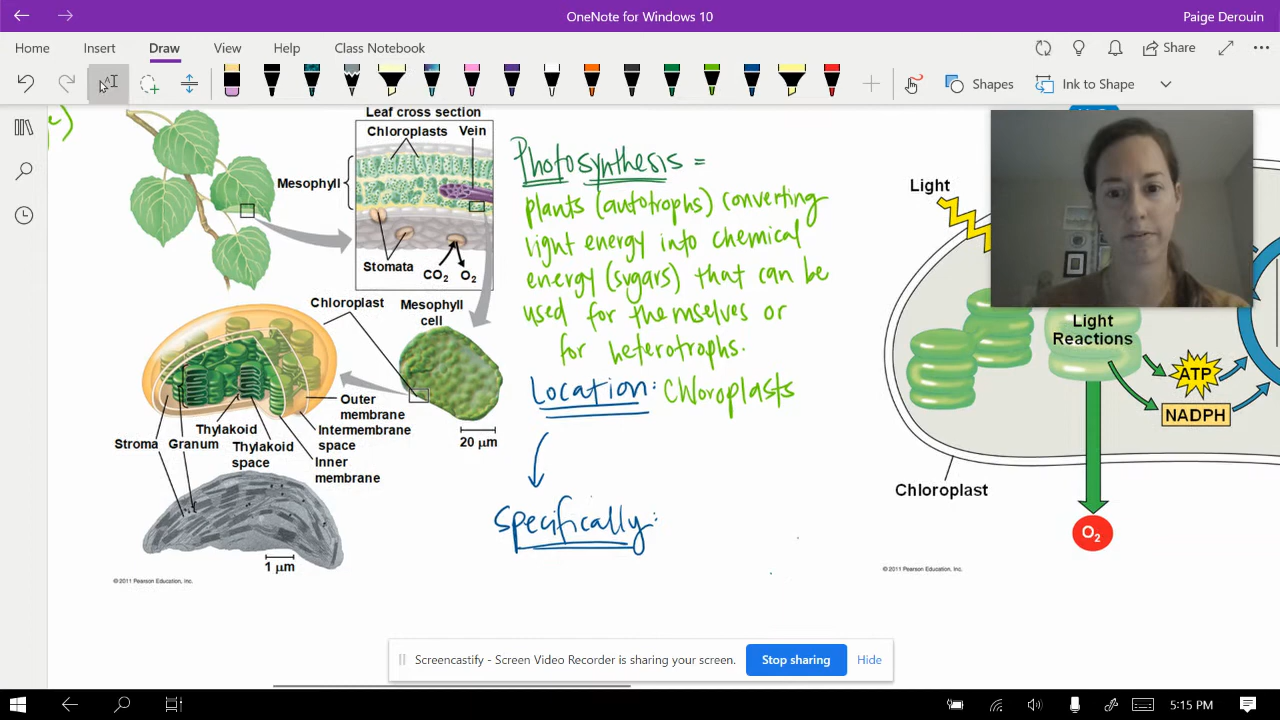 OneNote for Windows 10
Paige Derouin
Home Insert Draw View Help Class Notebook
Share
Shapes
Ink to Shape
Leaf cross section
Chloroplasts Vein
Mesophyll
Stomata
CO2 O2
Chloroplast
Mesophyll
cell
Outer
membrane
Intermembrane
space
Inner
membrane
Thylakoid
Thylakoid
space
Stroma Granum
20 µm
1 µm
© 2011 Pearson Education, Inc.
Photosynthesis =
plants (autotrophs) converting
light energy into chemical
energy (sugars) that can be
used for themselves or
for heterotrophs.
Location: Chloroplasts
Specifically:
Light
Light
Reactions
ATP
NADPH
Chloroplast
O2
© 2011 Pearson Education, Inc.
Screencastify - Screen Video Recorder is sharing your screen.
Stop sharing
Hide
5:15 PM